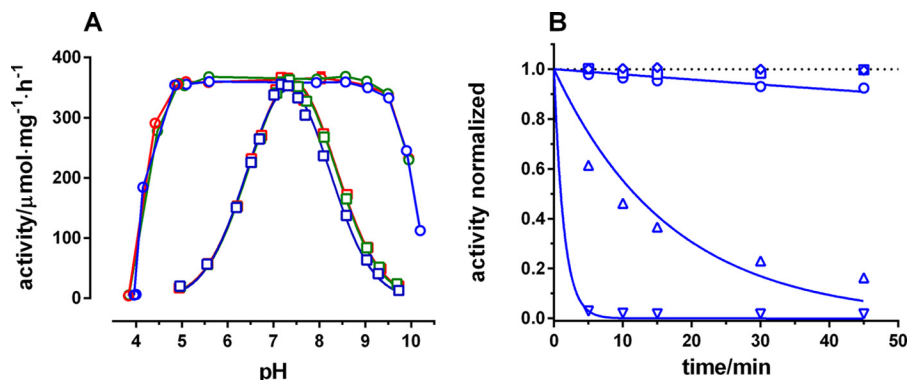 A
activity/µmol·mg⁻¹·h⁻¹
400
300
200
100
0
4 5 6 7 8 9 10
pH
B
activity normalized
1.0
0.8
0.6
0.4
0.2
0.0
0 10 20 30 40 50
time/min